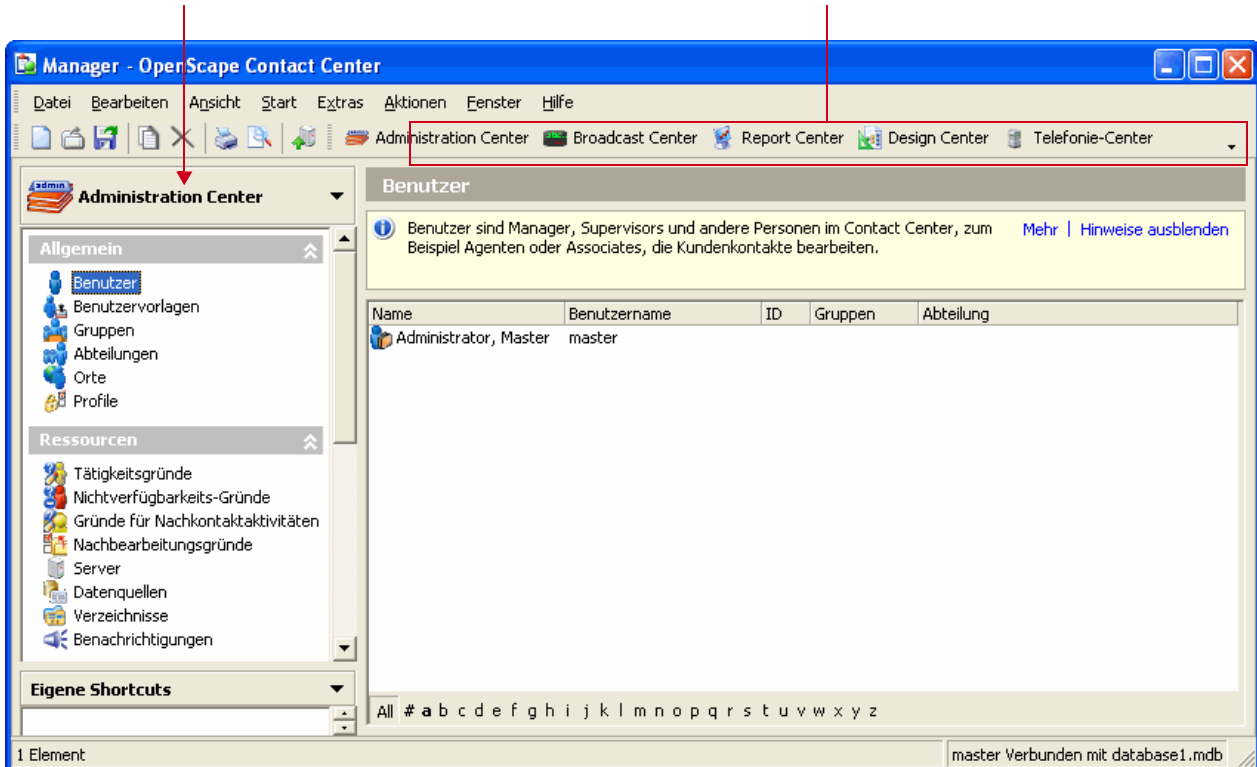 Manager - OpenScape Contact Center
Datei Bearbeiten Ansicht Start Extras Aktionen Fenster Hilfe
Administration Center Broadcast Center Report Center Design Center Telefonie-Center
admin
Administration Center
Allgemein
Benutzer
Benutzervorlagen
Gruppen
Abteilungen
Orte
Profile
Ressourcen
Tätigkeitsgründe
Nichtverfügbarkeits-Gründe
Gründe für Nachkontaktaktivitäten
Nachbearbeitungsgründe
Server
Datenquellen
Verzeichnisse
Benachrichtigungen
Eigene Shortcuts
Benutzer
Benutzer sind Manager, Supervisors und andere Personen im Contact Center, zum
Beispiel Agenten oder Associates, die Kundenkontakte bearbeiten.
Mehr | Hinweise ausblenden
Name Benutzername ID Gruppen Abteilung
Administrator, Master master
All # a b c d e f g h i j k l m n o p q r s t u v w x y z
1 Element
master Verbunden mit database1.mdb